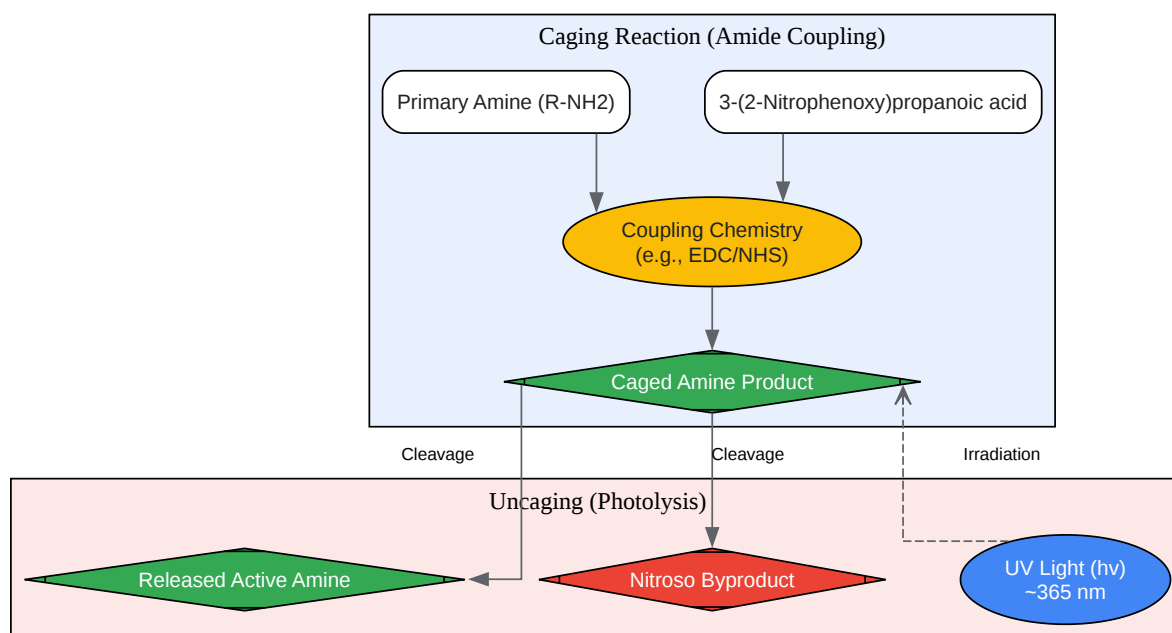 Caging Reaction (Amide Coupling)
Primary Amine (R-NH2)
3-(2-Nitrophenoxy)propanoic acid
Coupling Chemistry
(e.g., EDC/NHS)
Caged Amine Product
Cleavage
Cleavage
Irradiation
Uncaging (Photolysis)
Released Active Amine
Nitroso Byproduct
UV Light (hv)
~365 nm